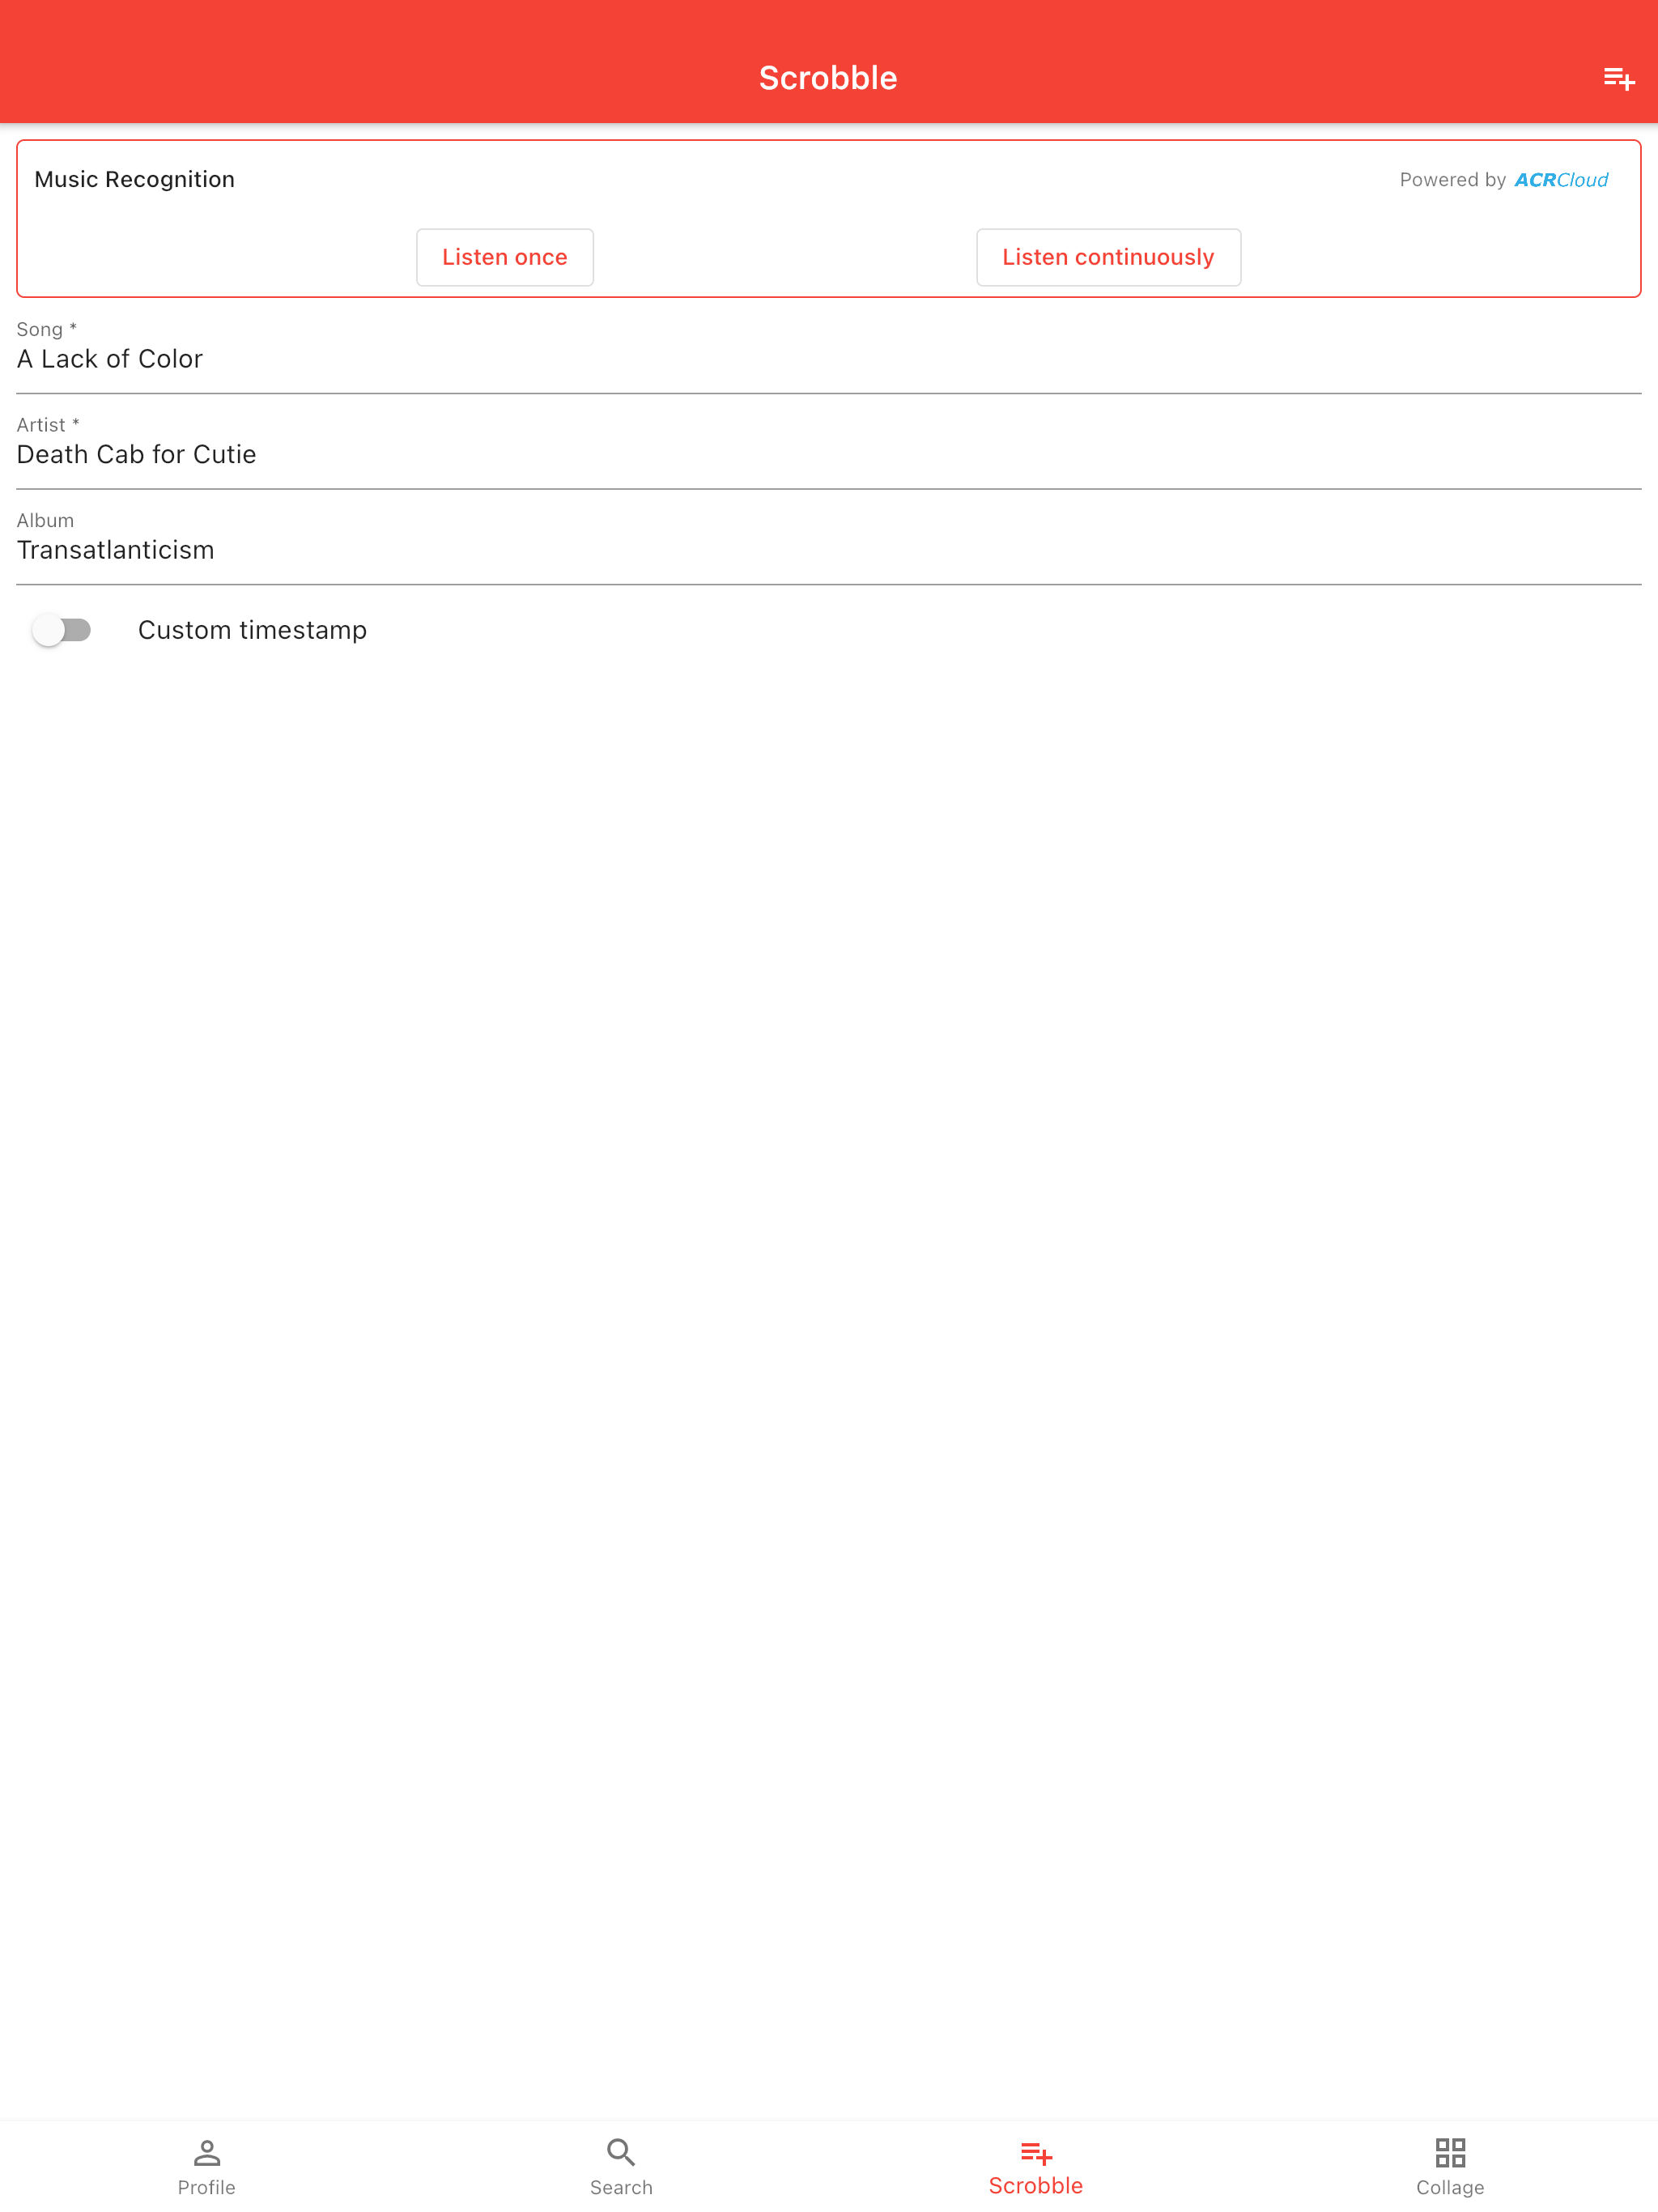 Scrobble
Music Recognition
Powered by ACRCloud
Listen once
Listen continuously
Song *
A Lack of Color
Artist *
Death Cab for Cutie
Album
Transatlanticism
Custom timestamp
Profile
Search
Scrobble
Collage